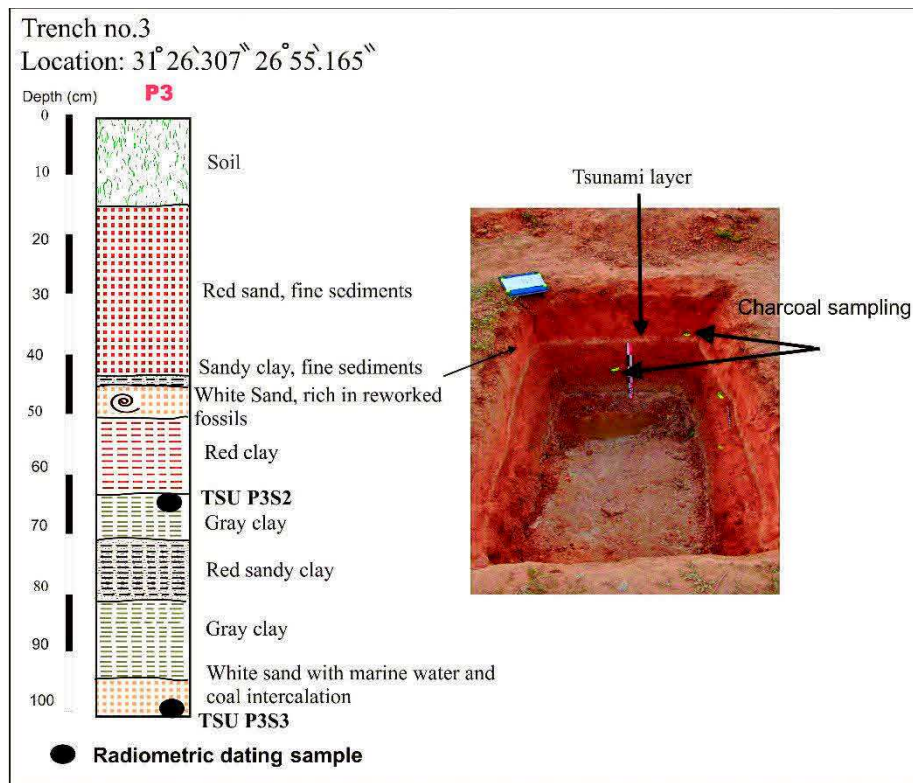 Trench no.3
Location: 31° 26.̀307‶ 26° 55.̀165‶
Depth (cm)
P3
0
10
20
30
40
50
60
70
80
90
100
Soil
Red sand, fine sediments
Sandy clay, fine sediments
White Sand, rich in reworked
fossils
Red clay
TSU P3S2
Gray clay
Red sandy clay
Gray clay
White sand with marine water and
coal intercalation
TSU P3S3
Radiometric dating sample
Tsunami layer
Charcoal sampling